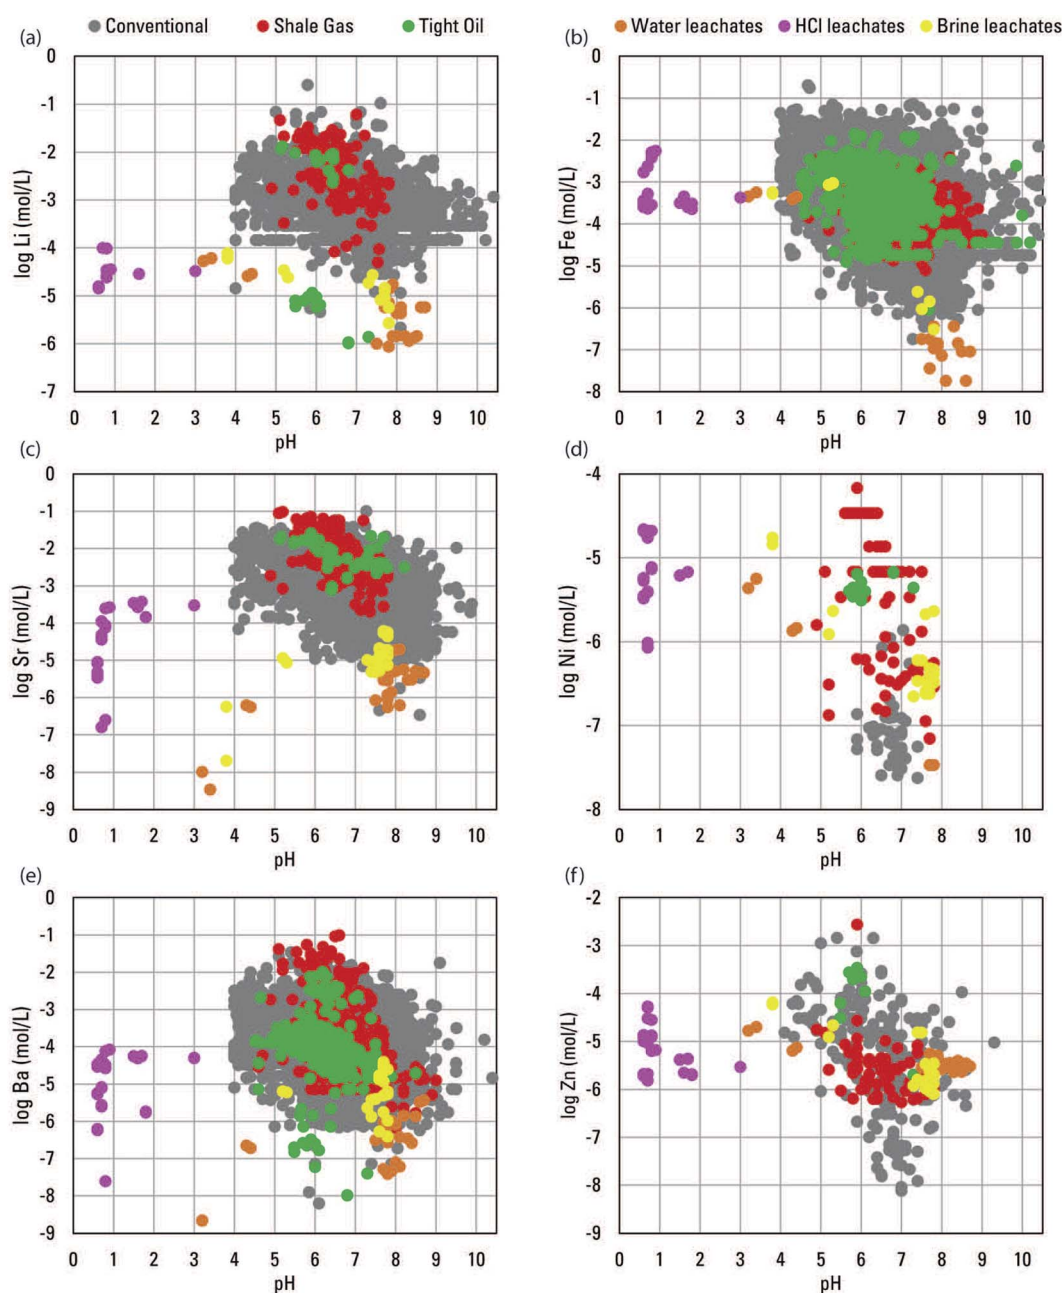 Conventional Shale Gas Tight Oil Water leachates HCl leachates Brine leachates
(a) (b)
0 0
-1 -1
-2 -2
-3 -3
-4 -4
-5 -5
-6 -6
-7 -7
-8
log Li (mol/L) log Fe (mol/L)
0 1 2 3 4 5 6 7 8 9 10 0 1 2 3 4 5 6 7 8 9 10
pH pH
(c) (d)
0 -4
-1
-2 -5
-3
-4 -6
-5
-6 -7
-7
-8 -8
-9
log Sr (mol/L) log Ni (mol/L)
0 1 2 3 4 5 6 7 8 9 10 0 1 2 3 4 5 6 7 8 9 10
pH pH
(e) (f)
0 -2
-1 -3
-2 -4
-3 -5
-4 -6
-5 -7
-6 -8
-7 -9
-8
-9
log Ba (mol/L) log Zn (mol/L)
0 1 2 3 4 5 6 7 8 9 10 0 1 2 3 4 5 6 7 8 9 10
pH pH